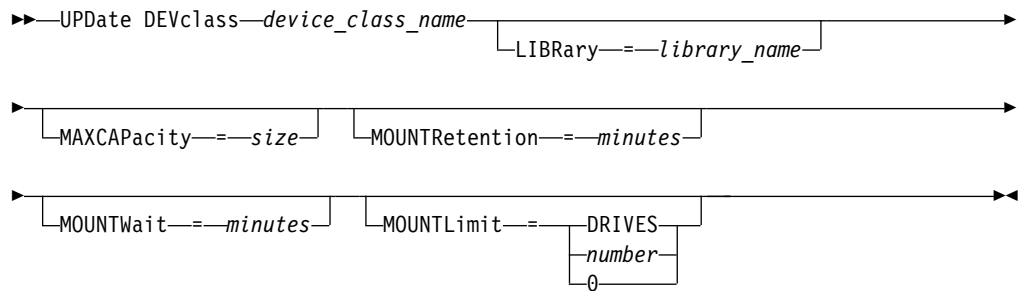 UPDate DEVclass device_class_name
LIBRary = library_name
MAXCAPacity = size MOUNTRetention = minutes
MOUNTWait = minutes MOUNTLimit = DRIVES
number
0